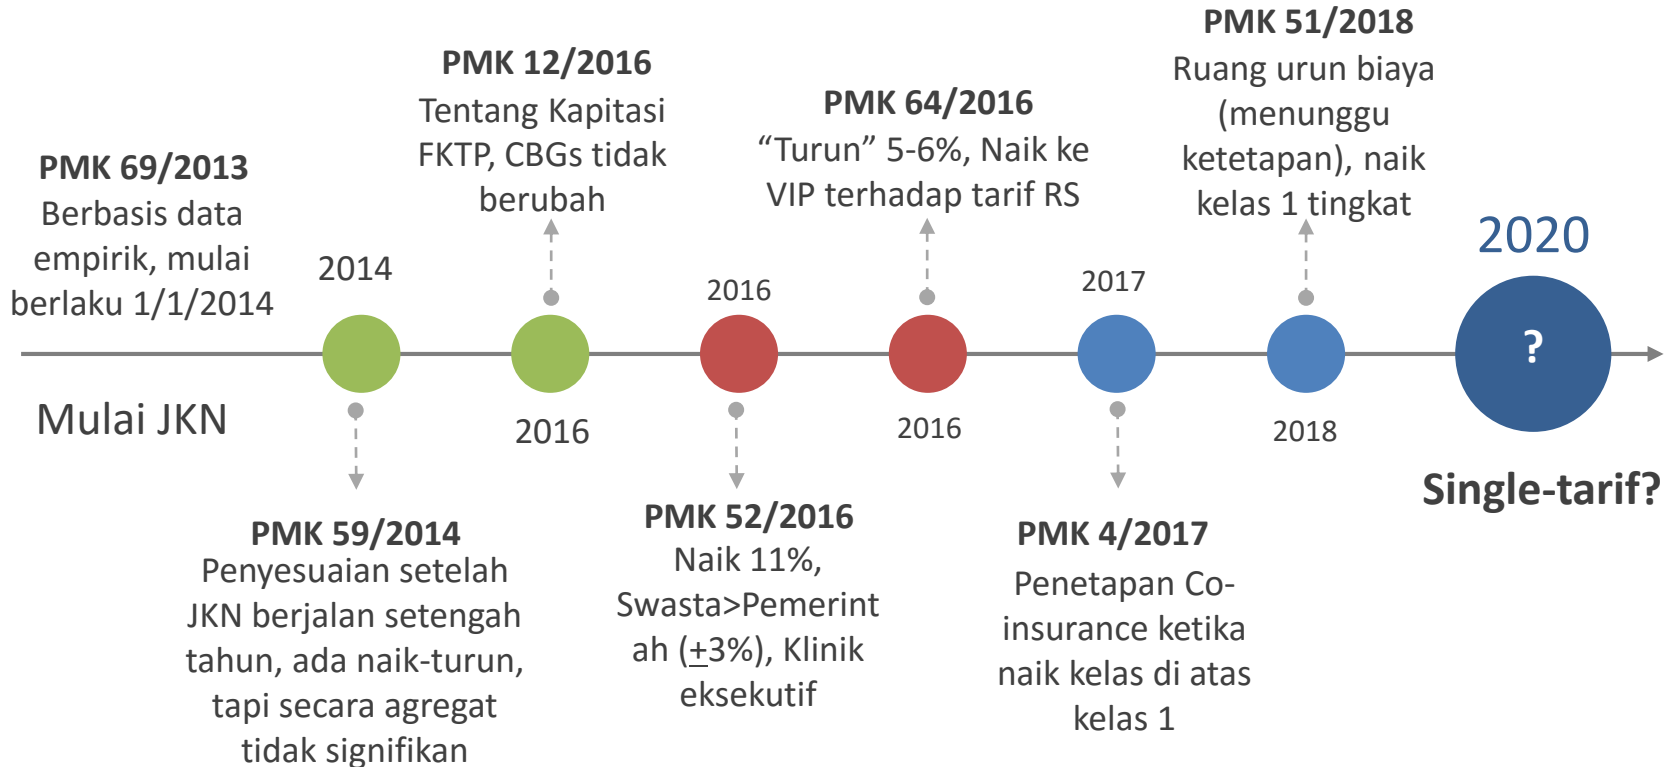 PMK 69/2013
Berbasis data
empirik, mulai
berlaku 1/1/2014
Mulai JKN
2014
PMK 59/2014
Penyesuaian setelah
JKN berjalan setengah
tahun, ada naik-turun,
tapi secara agregat
tidak signifikan
PMK 12/2016
Tentang Kapitasi
FKTP, CBGs tidak
berubah
2016
2016
PMK 52/2016
Naik 11%,
Swasta>Pemerint
ah (+3%), Klinik
eksekutif
PMK 64/2016
“Turun” 5-6%, Naik ke
VIP terhadap tarif RS
2016
2017
PMK 4/2017
Penetapan Co-
insurance ketika
naik kelas di atas
kelas 1
PMK 51/2018
Ruang urun biaya
(menunggu
ketetapan), naik
kelas 1 tingkat
2018
2020
?
Single-tarif?